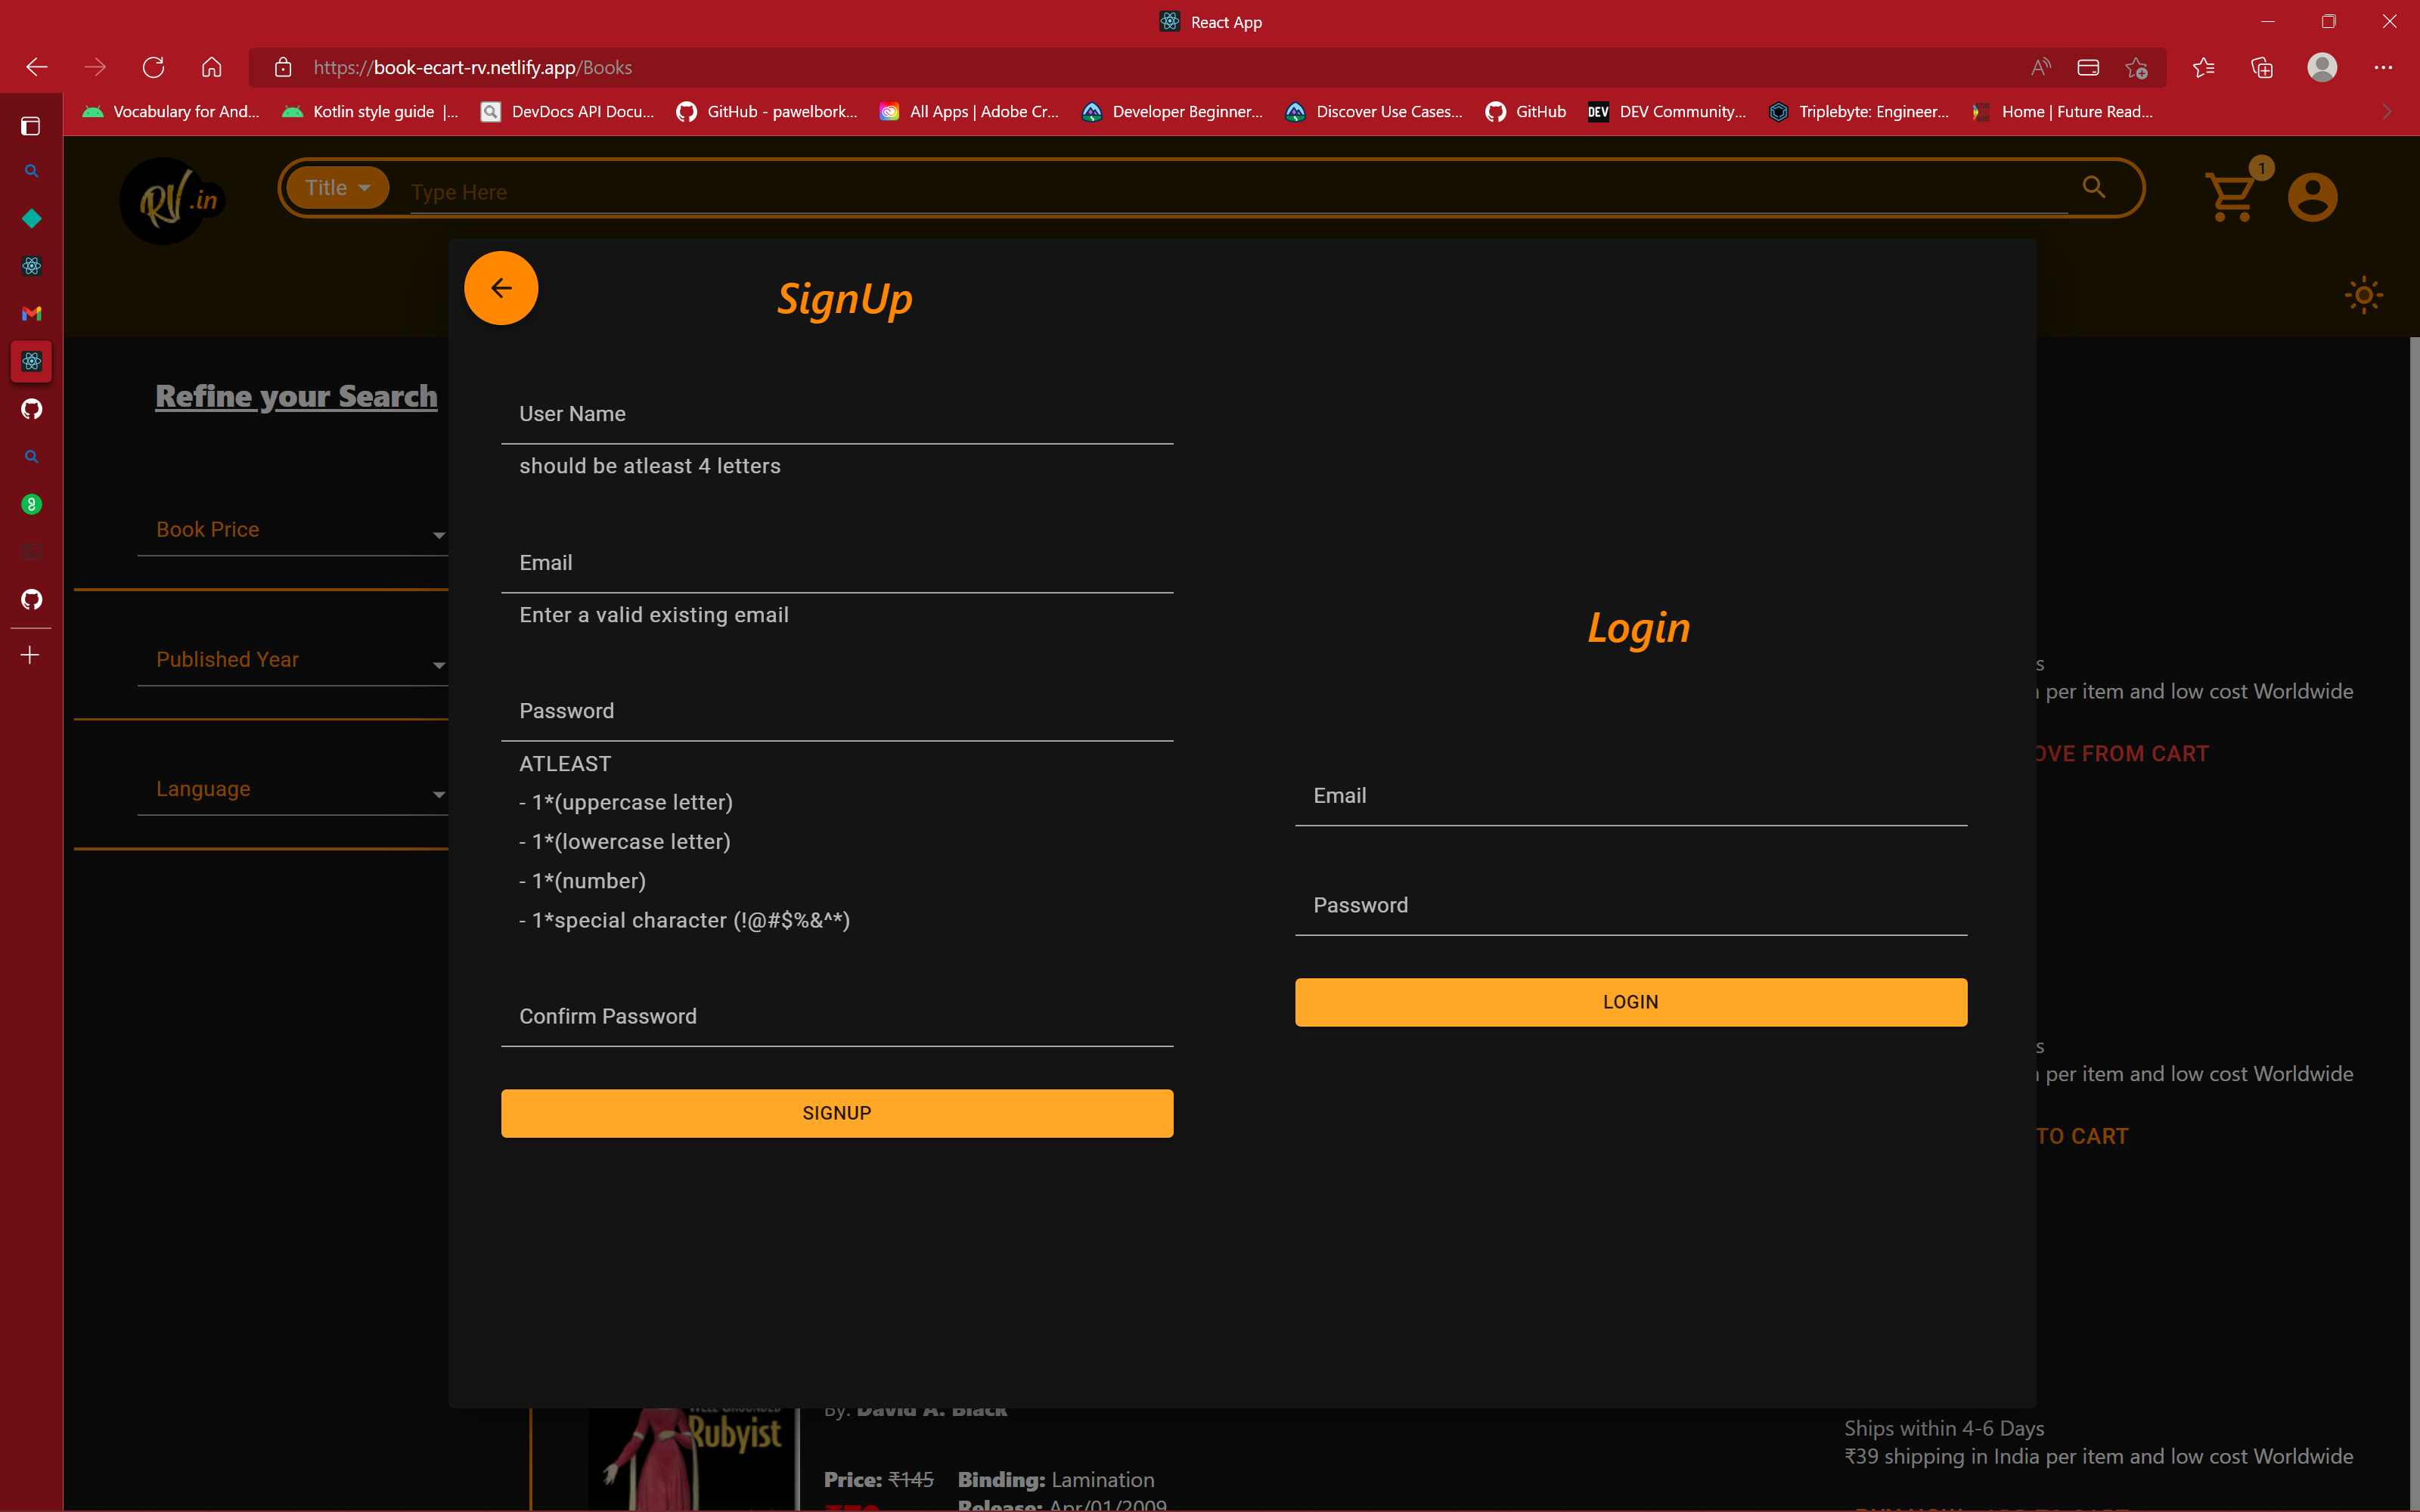 React App
https://book-ecart-rv.netlify.app/Books
Vocabulary for And...
Kotlin style guide |...
DevDocs API Docu...
GitHub - pawelbork...
All Apps | Adobe Cr...
Developer Beginner...
Discover Use Cases...
GitHub
DEV
DEV Community...
Triplebyte: Engineer...
Home | Future Read...
RV.in
Title
Type Here
1
SignUp
Refine your Search
User Name
should be atleast 4 letters
Book Price
Email
Enter a valid existing email
Login
Published Year
s
per item and low cost Worldwide
Password
OVE FROM CART
ATLEAST
Language
- 1*(uppercase letter)
Email
- 1*(lowercase letter)
- 1*(number)
Password
- 1*special character (!@#$%&^*)
LOGIN
Confirm Password
s
per item and low cost Worldwide
SIGNUP
TO CART
By: David A. Black
Rubyist
Ships within 4-6 Days
₹39 shipping in India per item and low cost Worldwide
Price: ₹145
Binding: Lamination
Release: Apr/01/2009